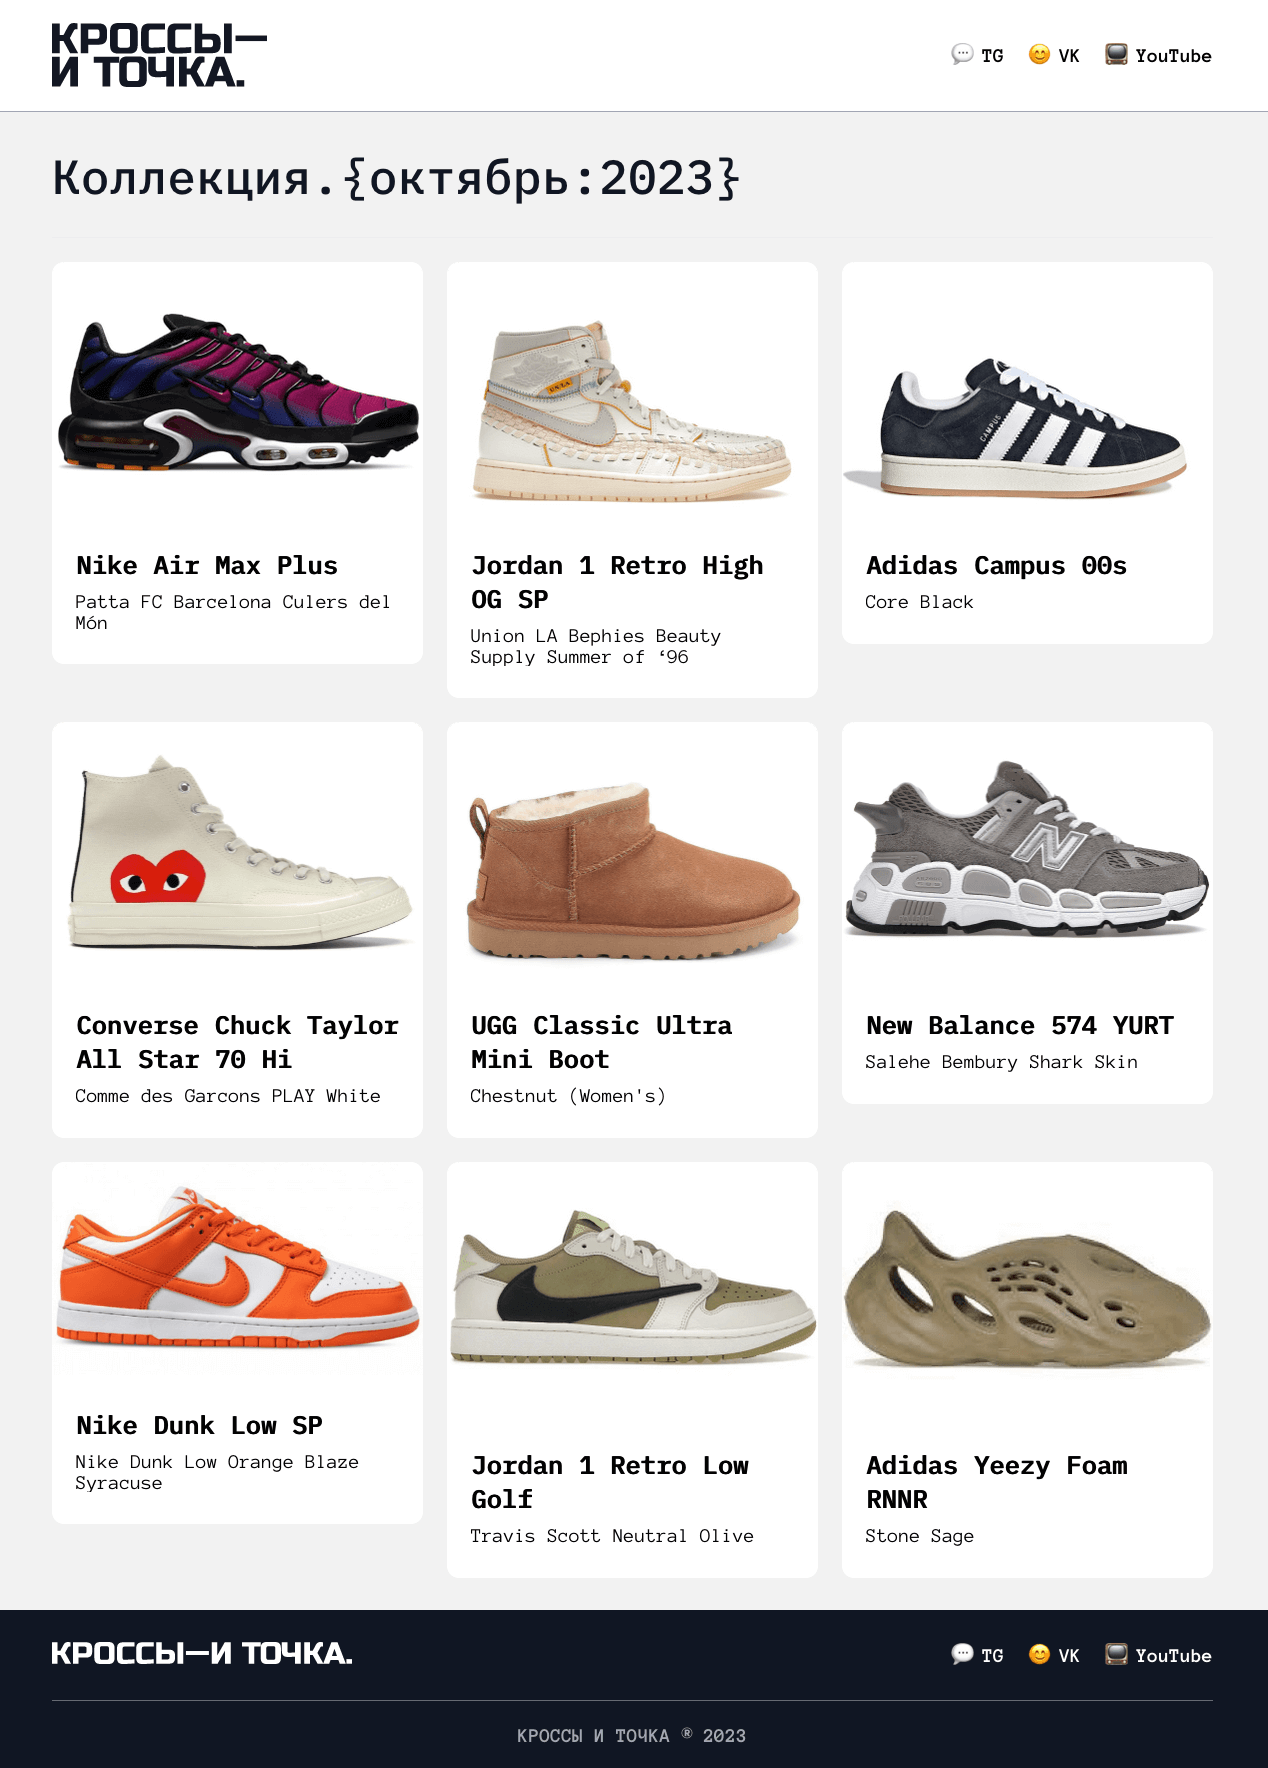 КРОССЫ—
И ТОЧКА.
💬 TG 😊 VK 📺 YouTube
Коллекция.{октябрь:2023}
UNLA
CAMPUS
Nike Air Max Plus
Patta FC Barcelona Culers del
Món
Jordan 1 Retro High
OG SP
Union LA Bephies Beauty
Supply Summer of ‘96
Adidas Campus 00s
Core Black
N
Converse Chuck Taylor
All Star 70 Hi
Comme des Garcons PLAY White
UGG Classic Ultra
Mini Boot
Chestnut (Women's)
New Balance 574 YURT
Salehe Bembury Shark Skin
Nike Dunk Low SP
Nike Dunk Low Orange Blaze
Syracuse
Jordan 1 Retro Low
Golf
Travis Scott Neutral Olive
Adidas Yeezy Foam
RNNR
Stone Sage
КРОССЫ—И ТОЧКА.
💬 TG 😊 VK 📺 YouTube
КРОССЫ И ТОЧКА ® 2023